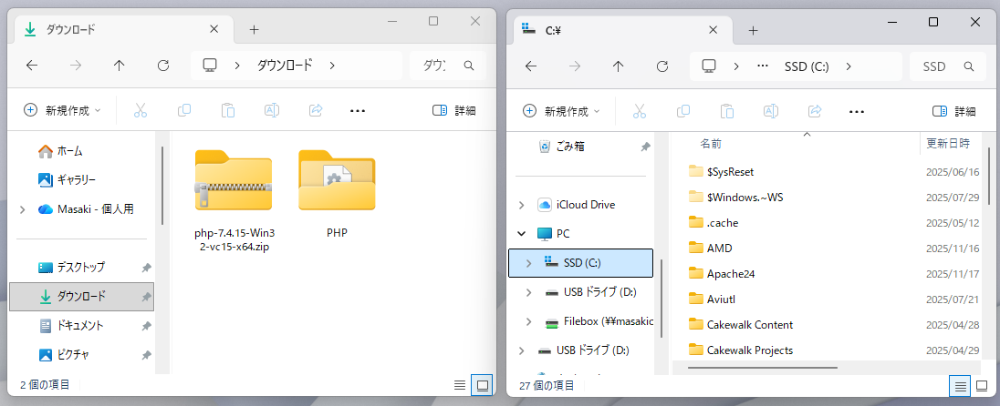 ダウンロード
ダウンロード
ダウ
新規作成
詳細
ホーム
ギャラリー
Masaki - 個人用
デスクトップ
ダウンロード
ドキュメント
ピクチャ
php-7.4.15-Win3
2-vc15-x64.zip
PHP
2 個の項目
C:¥
SSD (C:)
SSD
新規作成
詳細
ごみ箱
iCloud Drive
PC
SSD (C:)
USB ドライブ (D:)
Filebox (¥¥masakic
USB ドライブ (D:)
名前
更新日時
$SysReset
2025/06/16
$Windows.~WS
2025/07/29
.cache
2025/05/12
AMD
2025/11/16
Apache24
2025/11/17
Aviutl
2025/07/21
Cakewalk Content
2025/04/28
Cakewalk Projects
2025/04/29
27 個の項目